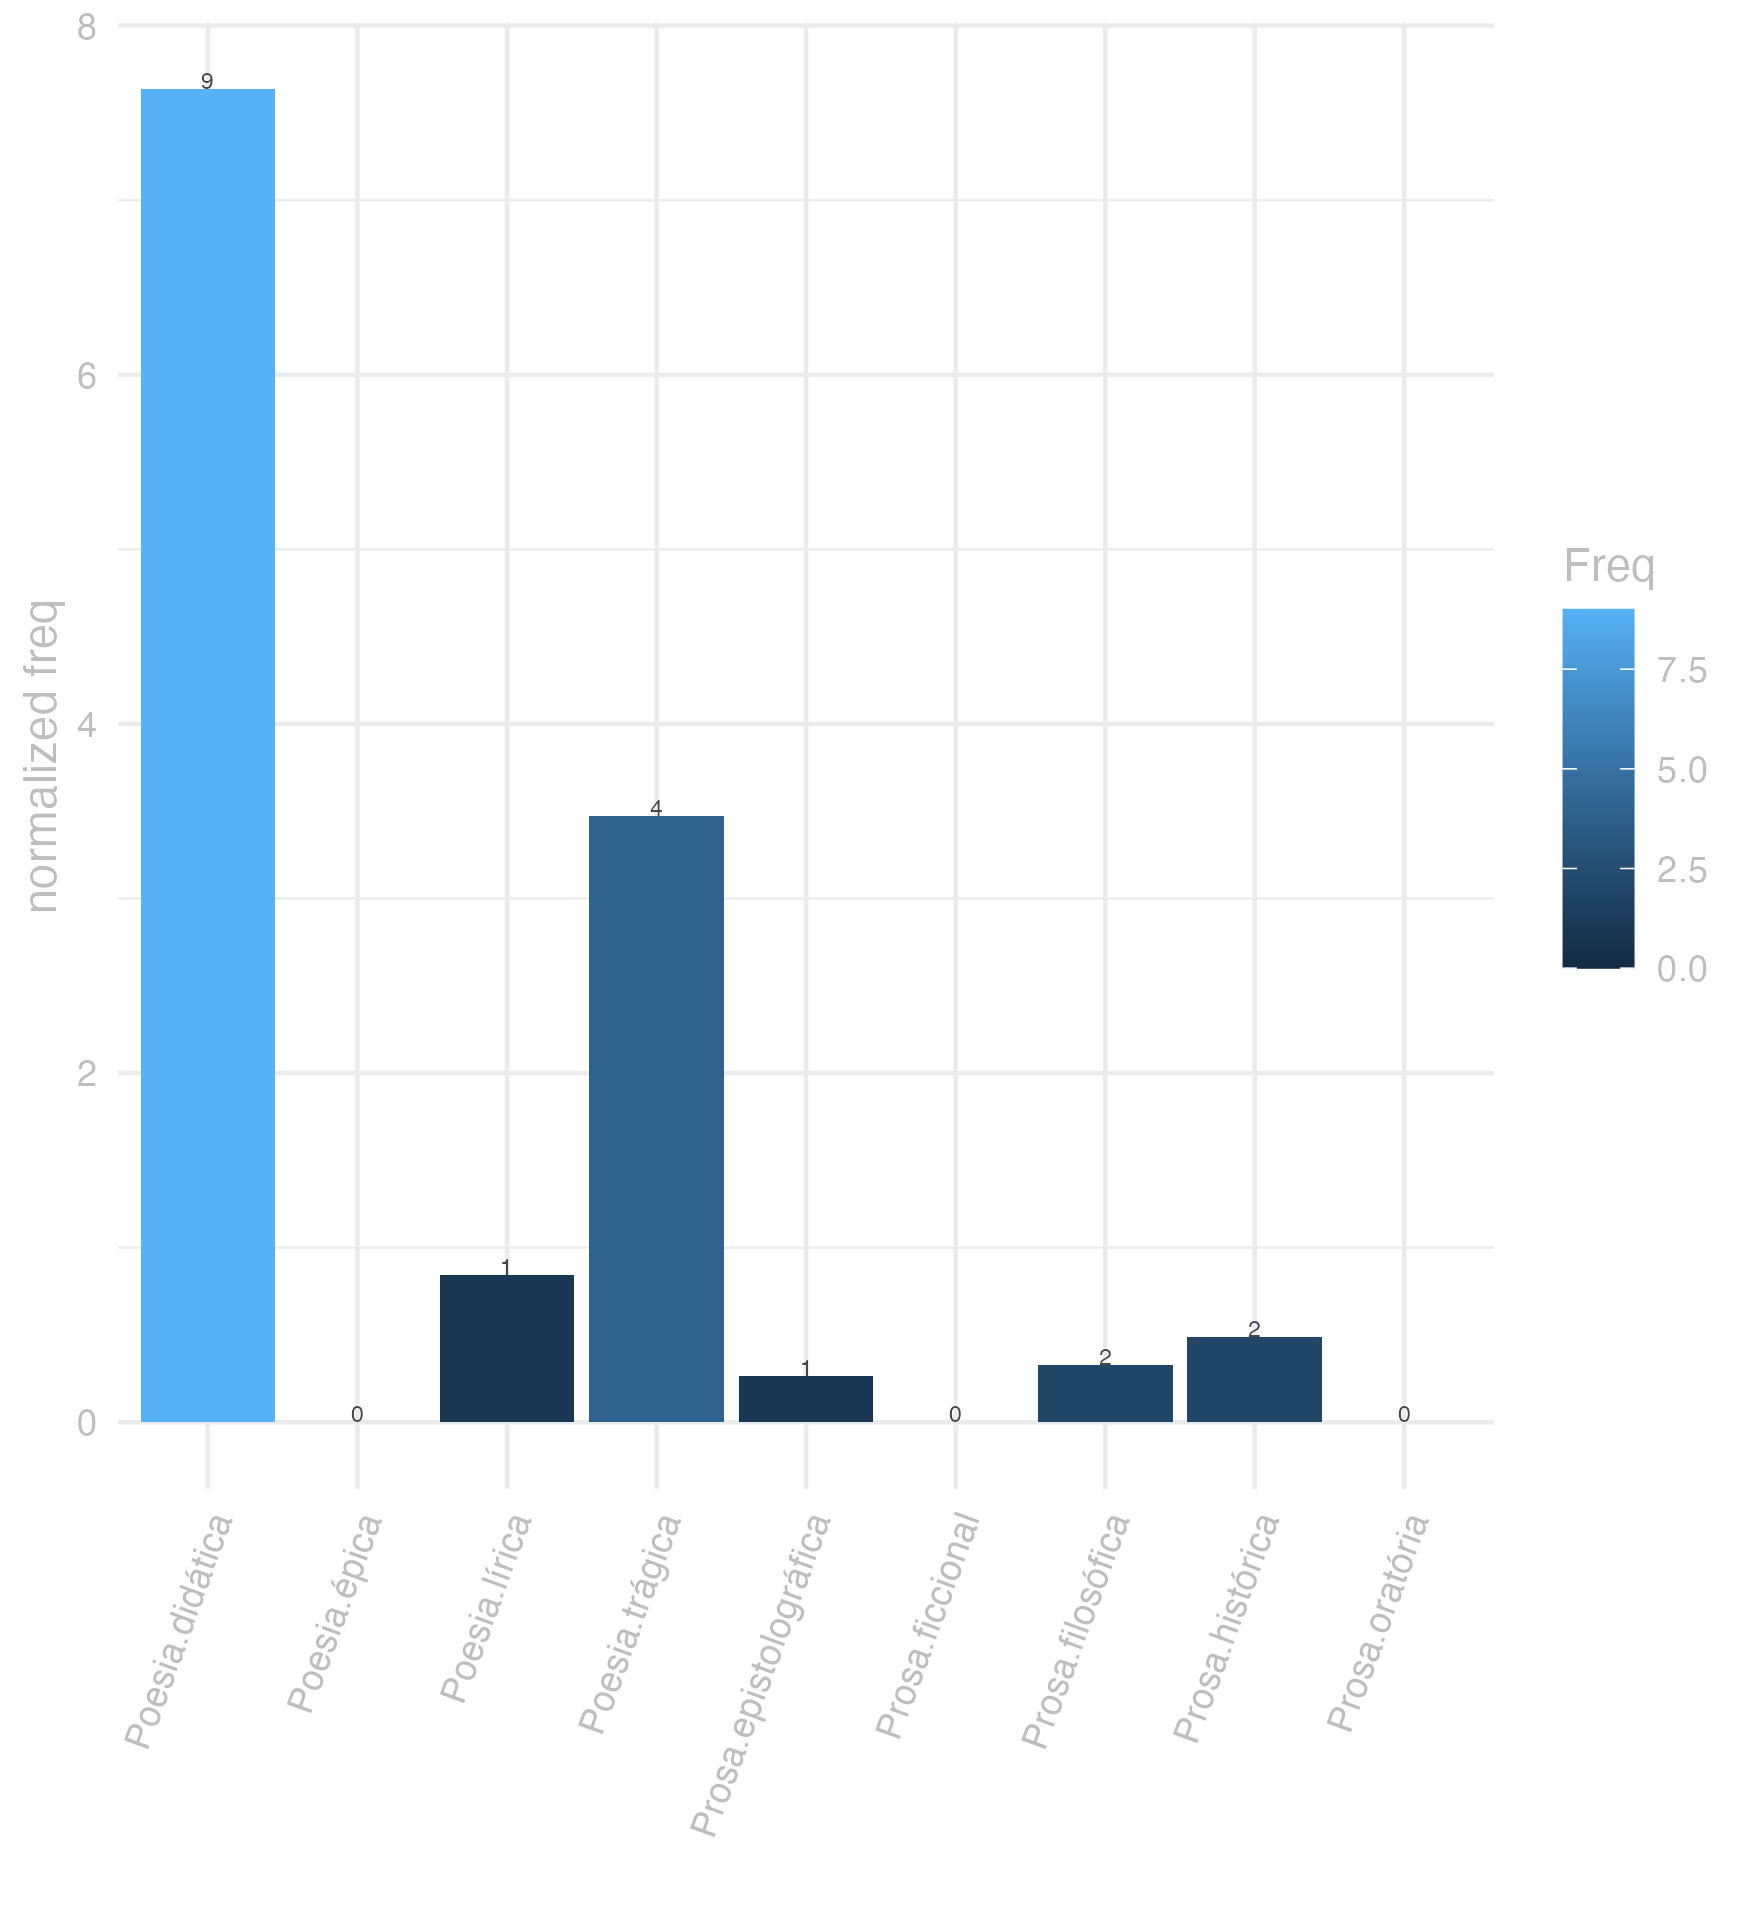 8
6
4
2
0
normalized freq
9
0
1
4
1
0
2
2
0
Poesia.didática
Poesia.épica
Poesia.lírica
Poesia.trágica
Prosa.epistolográfica
Prosa.ficcional
Prosa.filosófica
Prosa.histórica
Prosa.oratória
Freq
7.5
5.0
2.5
0.0